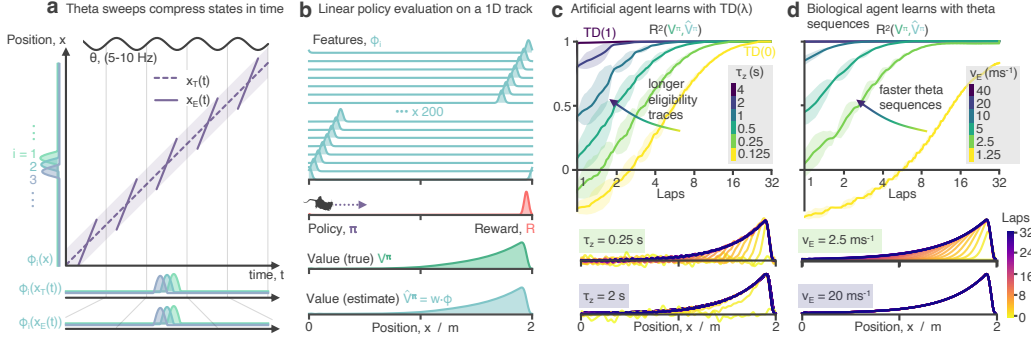 a Theta sweeps compress states in time
Position, x
θ, (5-10 Hz)
x_T(t)
x_E(t)
i = 1
2
3
ϕ_i(x)
time, t
ϕ_i(x_T(t))
ϕ_i(x_E(t))
b Linear policy evaluation on a 1D track
Features, ϕ_i
••• x 200
Policy, π
Reward, R
Value (true) V^π
Value (estimate) V̂^π = w·ϕ
0
Position, x / m
2
c Artificial agent learns with TD(λ)
R²(V^π, V̂^π)
TD(1)
TD(0)
1
0.5
0
longer
eligibility
traces
τ_z (s)
4
2
1
0.5
0.25
0.125
1 2 4 8 16 32
Laps
τ_z = 0.25 s
τ_z = 2 s
0
Position, x / m
2
d Biological agent learns with theta
sequences
R²(V^π, V̂^π)
faster theta
sequences
v_E (ms⁻¹)
40
20
10
5
2.5
1.25
1 2 4 8 16 32
Laps
v_E = 2.5 ms⁻¹
v_E = 20 ms⁻¹
0
Position, x / m
2
Laps
32
24
16
8
0